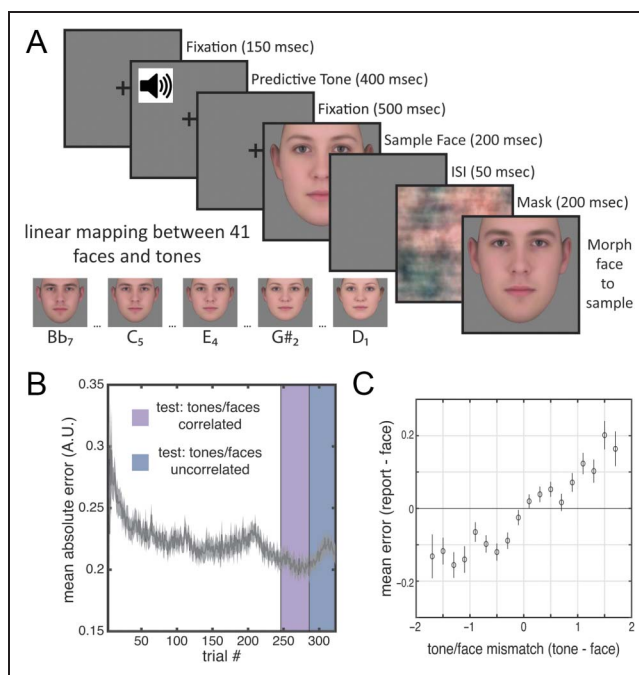 A
Fixation (150 msec)
Predictive Tone (400 msec)
Fixation (500 msec)
Sample Face (200 msec)
ISI (50 msec)
Mask (200 msec)
Morph
face
to
sample
linear mapping between 41
faces and tones
... ... ... ...
Bb7 C5 E4 G#2 D1
B
0.35
0.3
0.25
0.2
0.15
mean absolute error (A.U.)
test: tones/faces
correlated
test: tones/faces
uncorrelated
50 100 150 200 250 300
trial #
C
0.2
0
-0.2
mean error (report - face)
-2 -1 0 1 2
tone/face mismatch (tone - face)